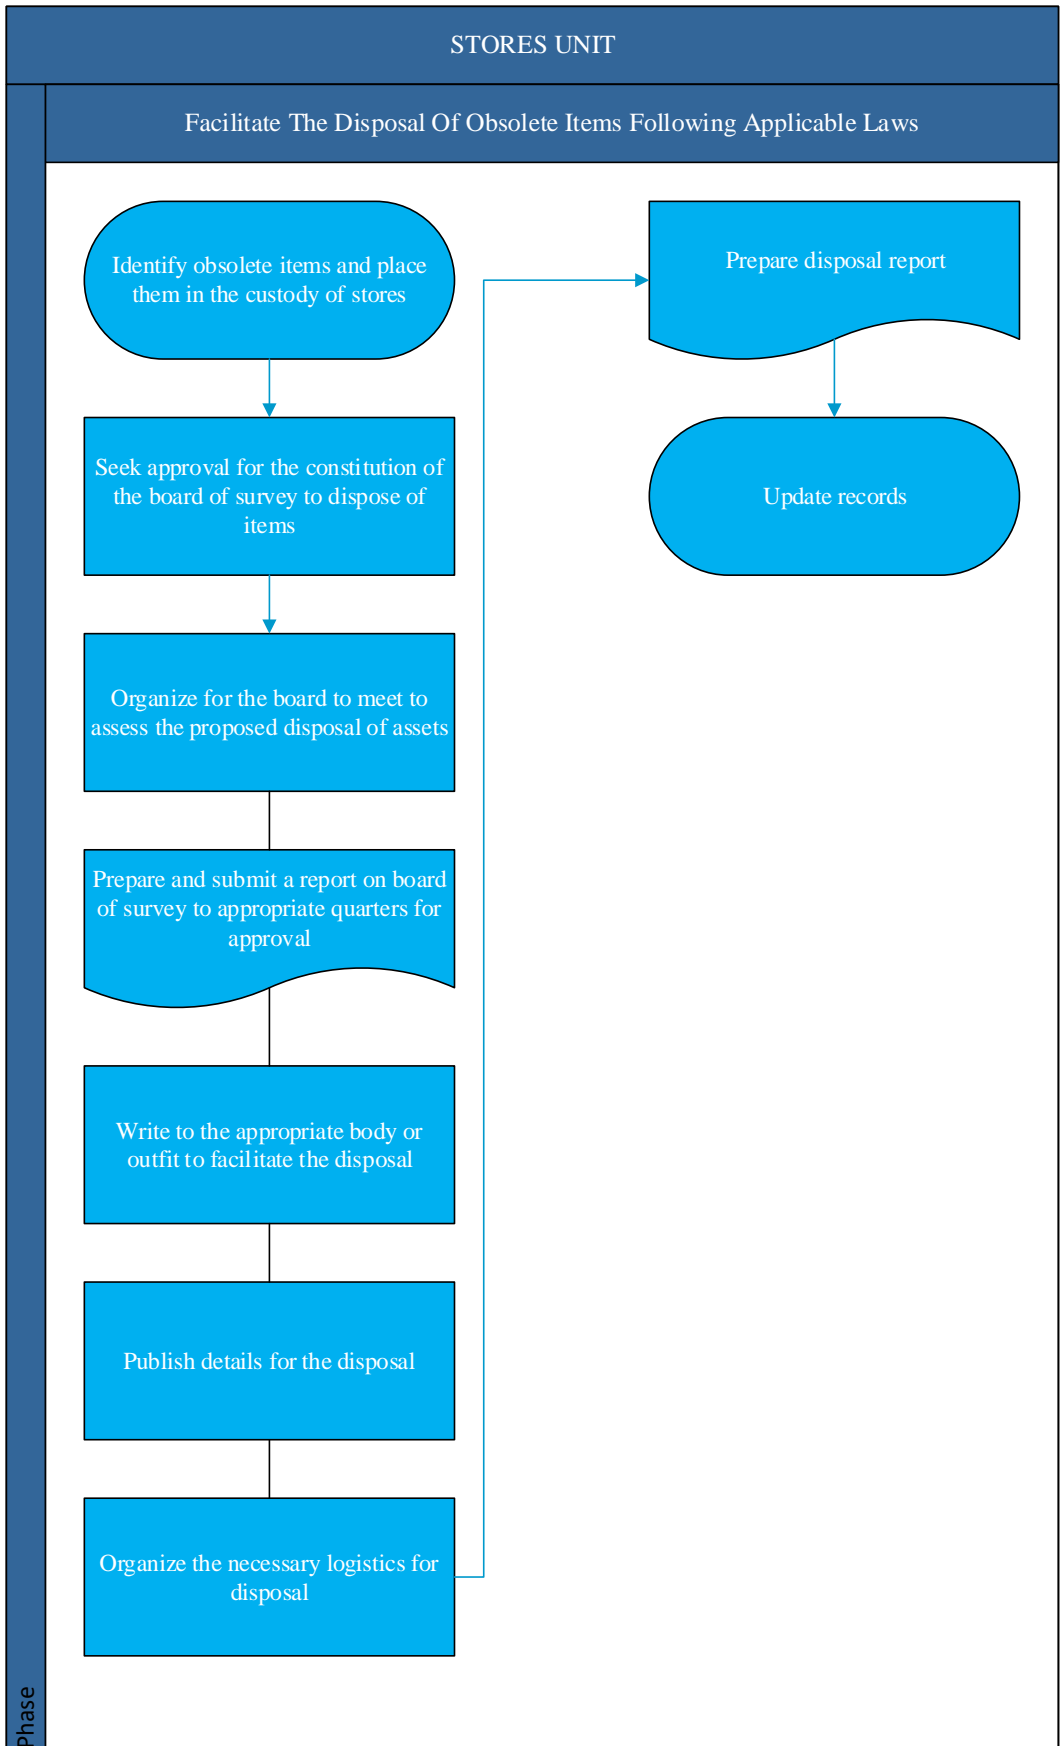 STORES UNIT
Facilitate The Disposal Of Obsolete Items Following Applicable Laws
Identify obsolete items and place
them in the custody of stores
Seek approval for the constitution of
the board of survey to dispose of
items
Organize for the board to meet to
assess the proposed disposal of assets
Prepare and submit a report on board
of survey to appropriate quarters for
approval
Write to the appropriate body or
outfit to facilitate the disposal
Publish details for the disposal
Organize the necessary logistics for
disposal
Prepare disposal report
Update records
Phase